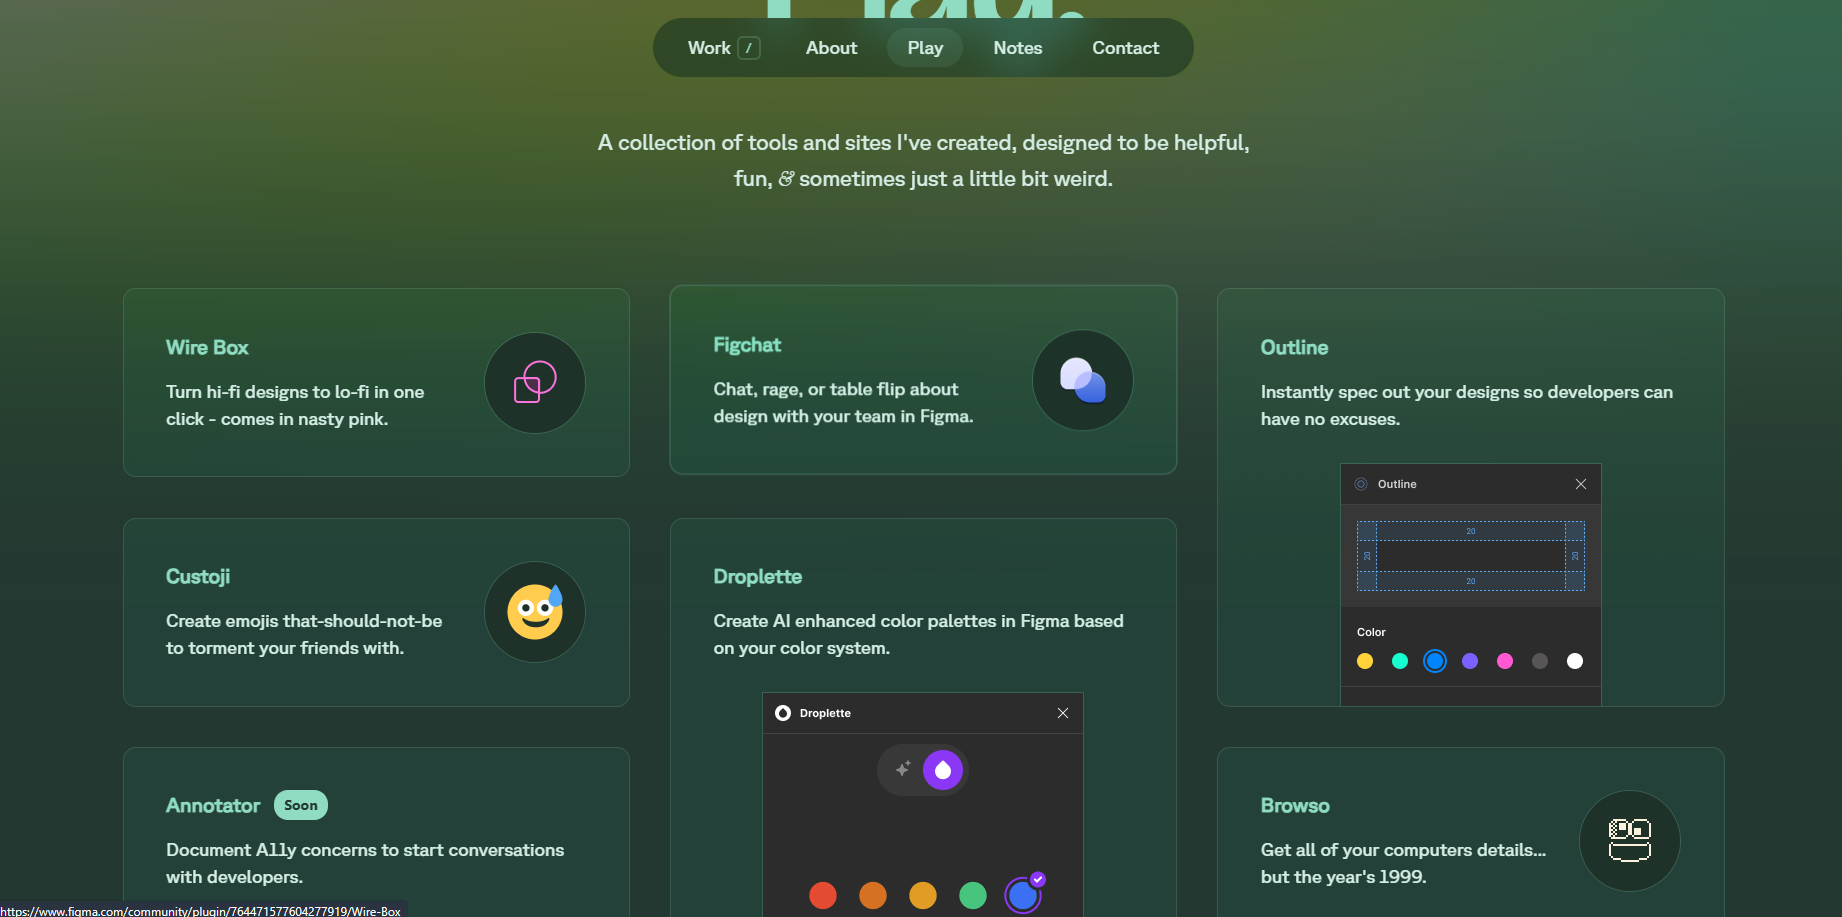 Play.
Work /
About
Play
Notes
Contact
A collection of tools and sites I've created, designed to be helpful,
fun, & sometimes just a little bit weird.
Wire Box
Turn hi-fi designs to lo-fi in one
click - comes in nasty pink.
Figchat
Chat, rage, or table flip about
design with your team in Figma.
Outline
Instantly spec out your designs so developers can
have no excuses.
Outline
20
20
20
20
Color
Custoji
Create emojis that-should-not-be
to torment your friends with.
Droplette
Create AI enhanced color palettes in Figma based
on your color system.
Droplette
Annotator Soon
Document A11y concerns to start conversations
with developers.
Browso
Get all of your computers details...
but the year's 1999.
https://www.figma.com/community/plugin/764471577604277919/Wire-Box